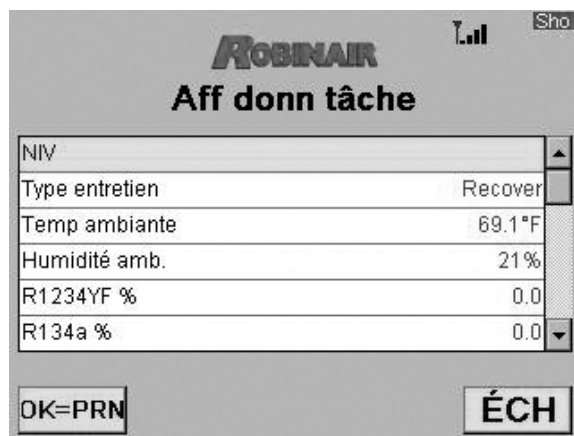 Sho
ROBINAIR
Aff donn tâche
NIV
Type entretien Recover
Temp ambiante 69.1°F
Humidité amb. 21%
R1234YF % 0.0
R134a % 0.0
OK=PRN ÉCH